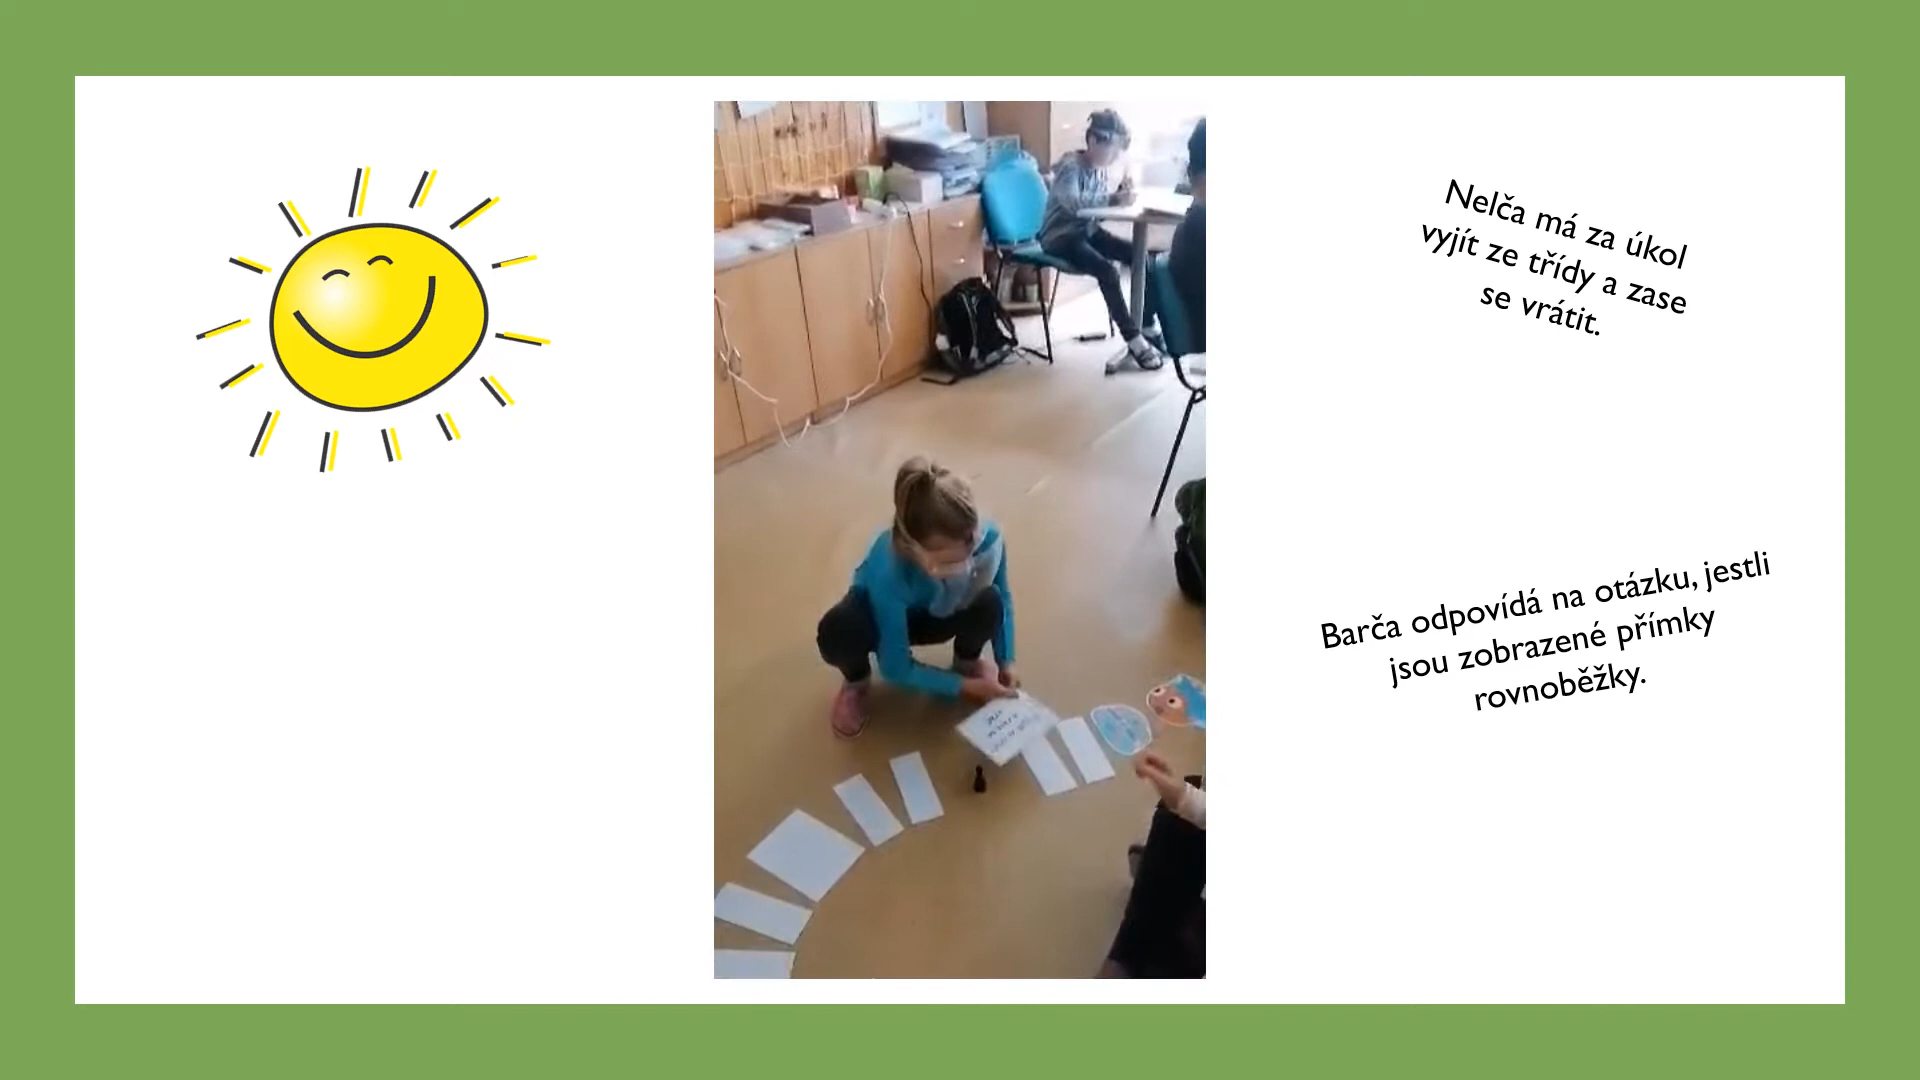 Nelča má za úkol
vyjít ze třídy a zase
se vrátit.
Barča odpovídá na otázku, jestli
jsou zobrazené přímky
rovnoběžky.